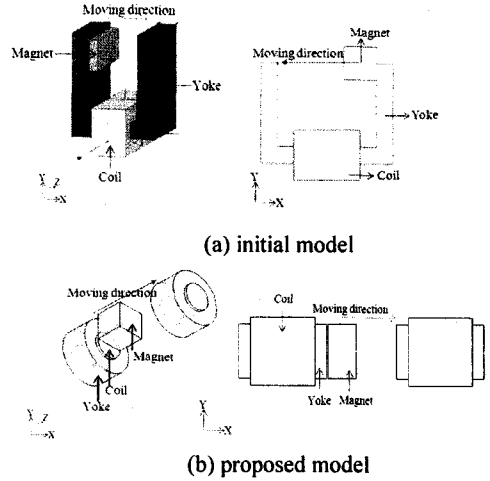 Moving direction
Magnet
Yoke
Coil
Y Z
X
Magnet
Moving direction
Yoke
Coil
Y
X
(a) initial model
Moving direction
Magnet
Coil
Yoke
Y Z
X
Coil
Moving direction
Yoke Magnet
Y
X
(b) proposed model